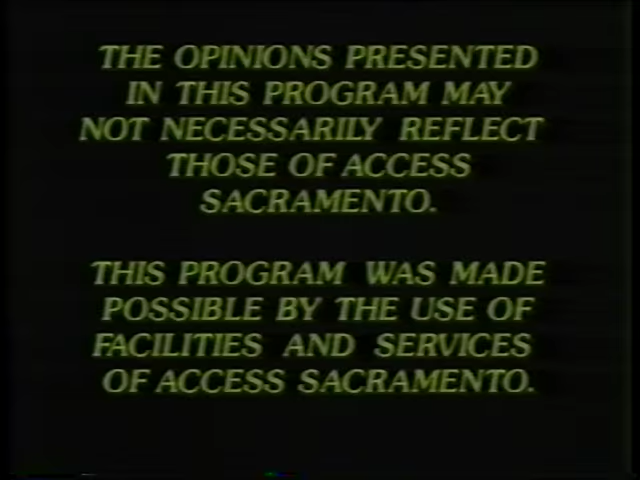 THE OPINIONS PRESENTED
IN THIS PROGRAM MAY
NOT NECESSARILY REFLECT
THOSE OF ACCESS
SACRAMENTO.
THIS PROGRAM WAS MADE
POSSIBLE BY THE USE OF
FACILITIES AND SERVICES
OF ACCESS SACRAMENTO.